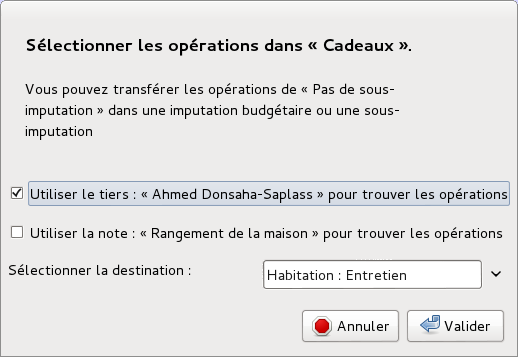 Sélectionner les opérations dans « Cadeaux ».
Vous pouvez transférer les opérations de « Pas de sous-
imputation » dans une imputation budgétaire ou une sous-
imputation
Utiliser le tiers : « Ahmed Donsaha-Saplass » pour trouver les opérations
Utiliser la note : « Rangement de la maison » pour trouver les opérations
Sélectionner la destination :
Habitation : Entretien
Annuler
Valider